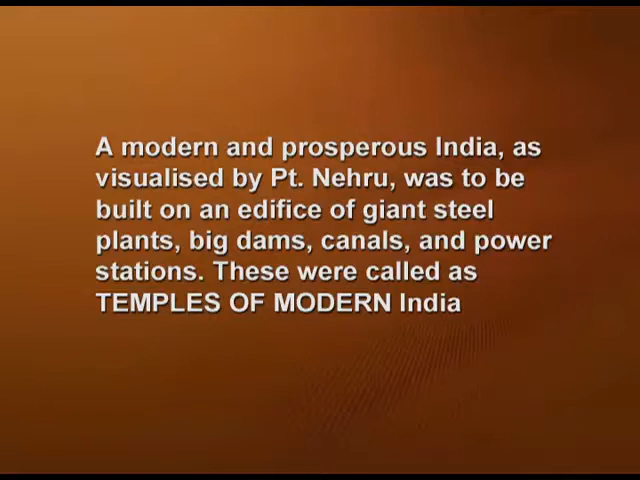 A modern and prosperous India, as
visualised by Pt. Nehru, was to be
built on an edifice of giant steel
plants, big dams, canals, and power
stations. These were called as
TEMPLES OF MODERN India